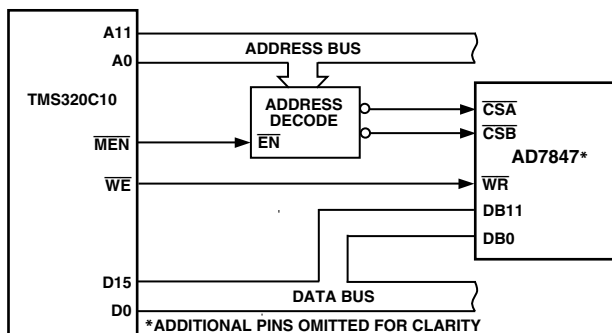 A11
ADDRESS BUS
A0
TMS320C10
ADDRESS
DECODE
CSA
EN
CSB
MEN
AD7847*
WE
WR
DB11
DB0
D15
DATA BUS
D0
*ADDITIONAL PINS OMITTED FOR CLARITY